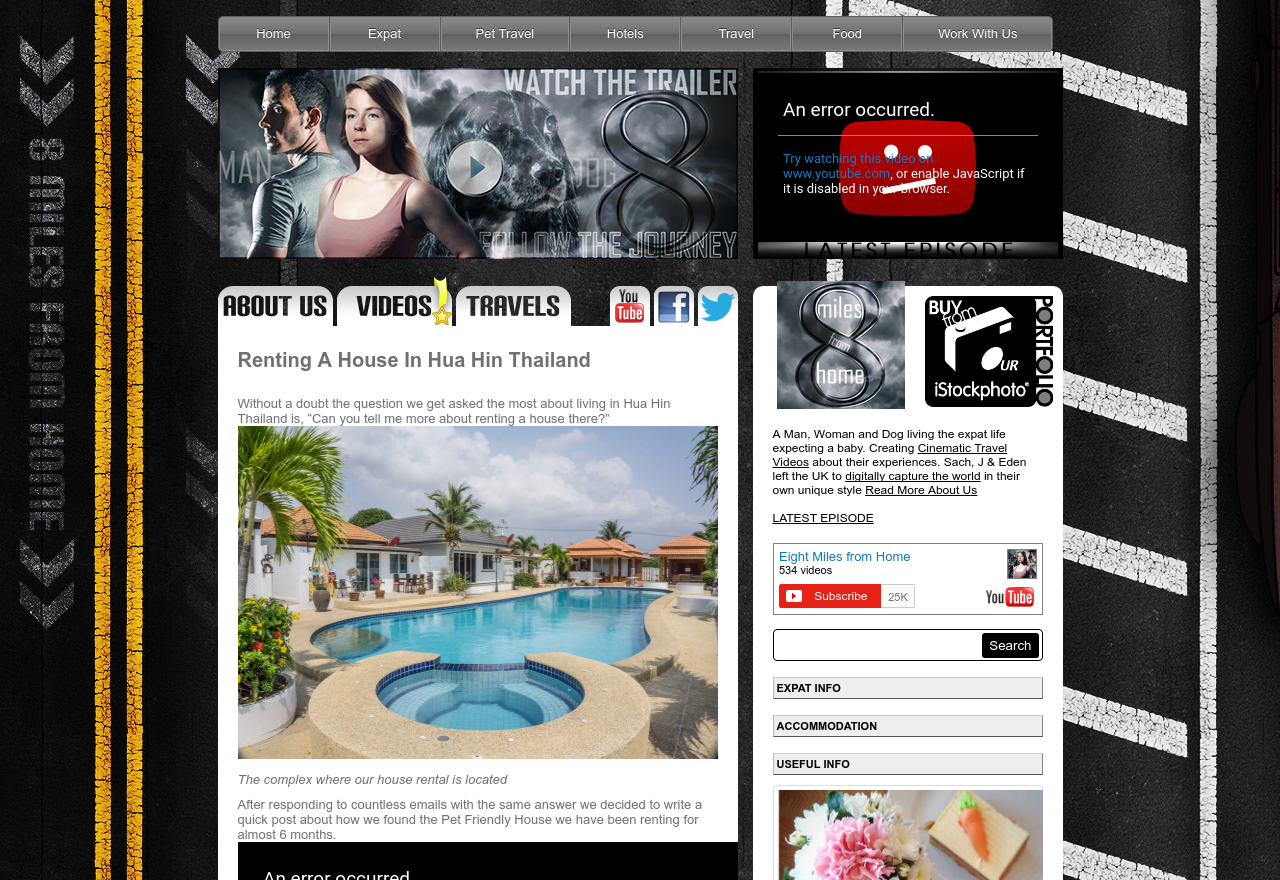 Home
Expat
Pet Travel
Hotels
Travel
Food
Work With Us
8 MILES FROM HOME
WOMAN
WATCH THE TRAILER
MAN
DOG
8
FOLLOW THE JOURNEY
An error occurred.
Try watching this video on
www.youtube.com, or enable JavaScript if
it is disabled in your browser.
LATEST EPISODE
ABOUT US
VIDEOS
TRAVELS
You
Tube
Renting A House In Hua Hin Thailand
Without a doubt the question we get asked the most about living in Hua Hin
Thailand is, “Can you tell me more about renting a house there?”
The complex where our house rental is located
After responding to countless emails with the same answer we decided to write a
quick post about how we found the Pet Friendly House we have been renting for
almost 6 months.
An error occurred.
8
miles
from
home
BUY
from
OUR
iStockphoto
PORTFOLIO
A Man, Woman and Dog living the expat life
expecting a baby. Creating Cinematic Travel
Videos about their experiences. Sach, J & Eden
left the UK to digitally capture the world in their
own unique style Read More About Us
LATEST EPISODE
Eight Miles from Home
534 videos
Subscribe
25K
YouTube
Search
EXPAT INFO
ACCOMMODATION
USEFUL INFO